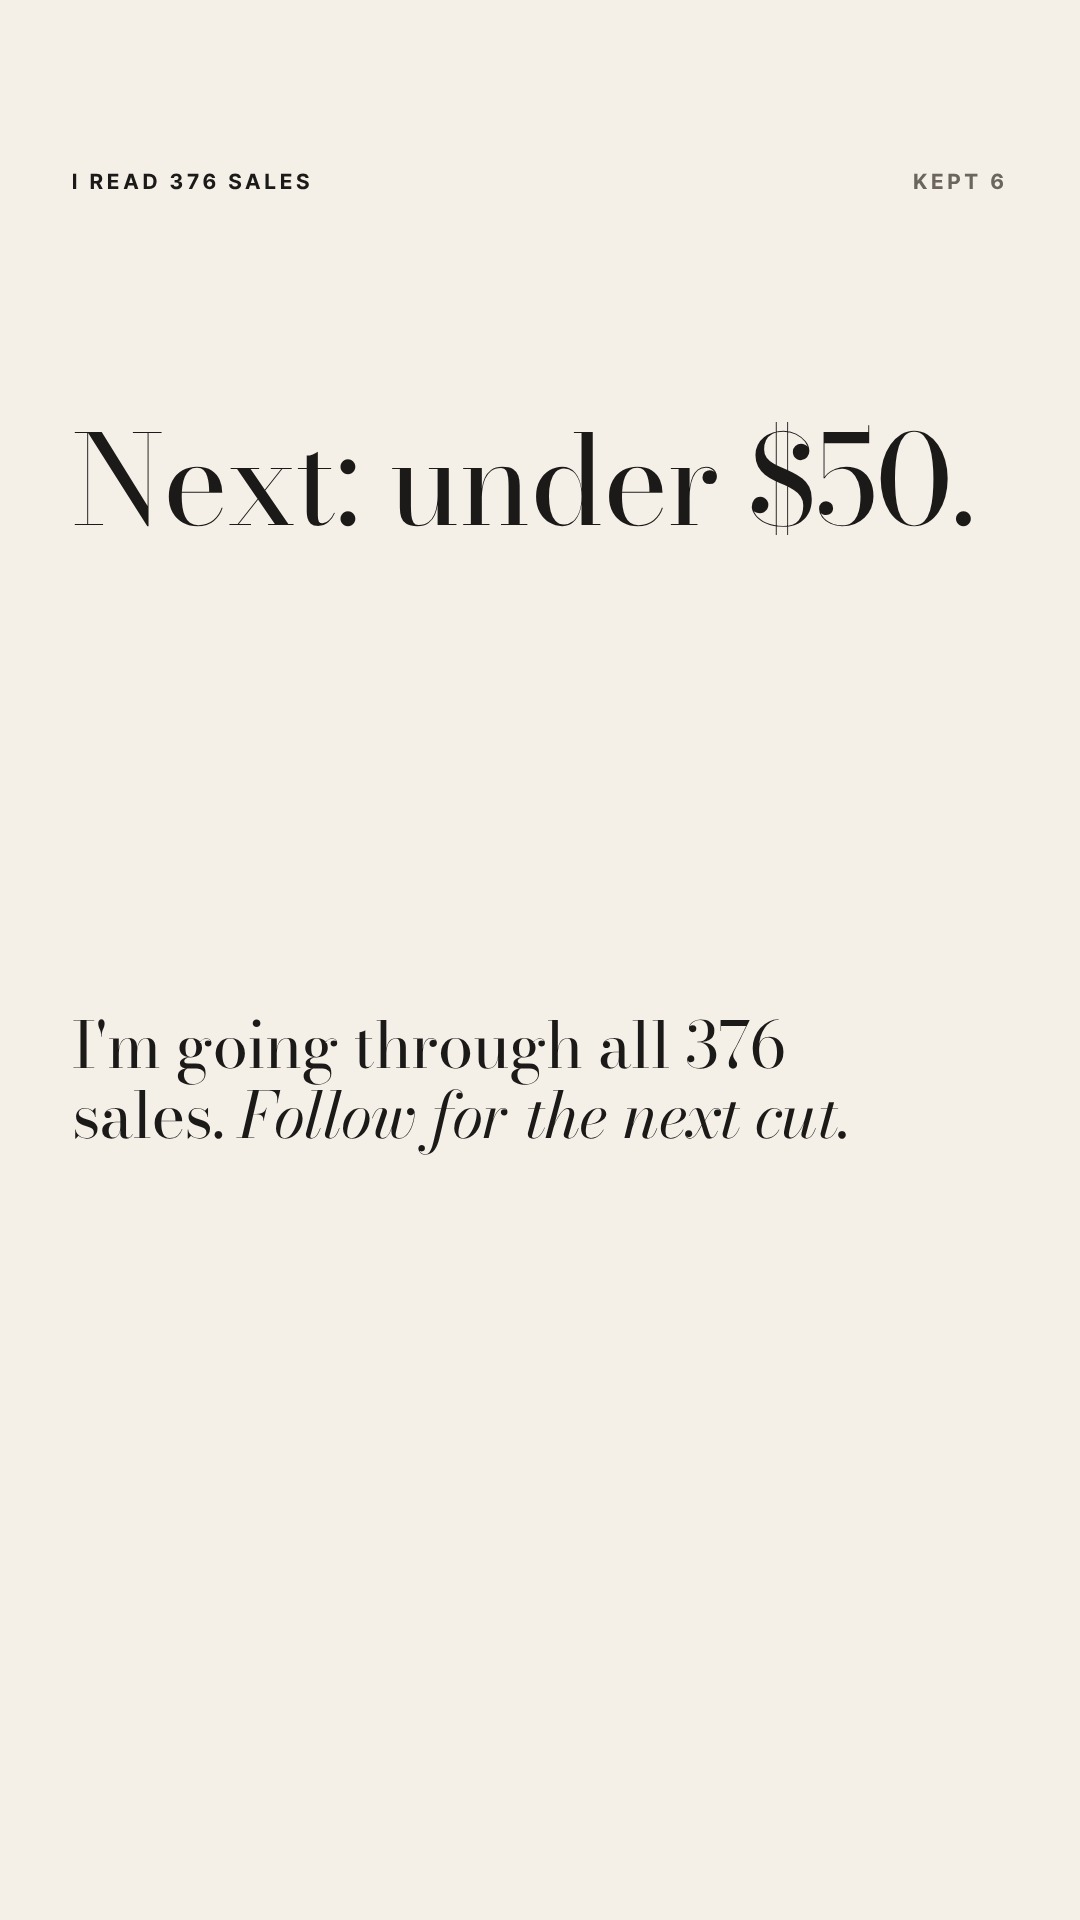 I READ 376 SALES
KEPT 6
Next: under $50.
I'm going through all 376
sales. Follow for the next cut.